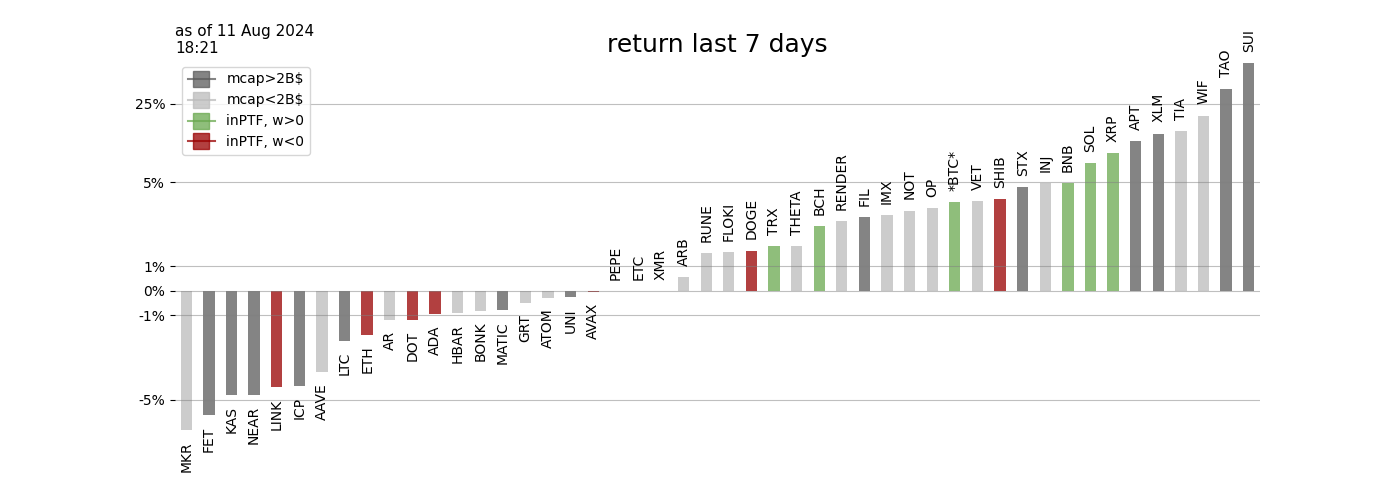 as of 11 Aug 2024
18:21
return last 7 days
mcap>2B$
mcap<2B$
inPTF, w>0
inPTF, w<0
25%
5%
1%
0%
-1%
-5%
MKR
FET
KAS
NEAR
LINK
ICP
AAVE
LTC
ETH
AR
DOT
ADA
HBAR
BONK
MATIC
GRT
ATOM
UNI
AVAX
PEPE
ETC
XMR
ARB
RUNE
FLOKI
DOGE
TRX
THETA
BCH
RENDER
FIL
IMX
NOT
OP
*BTC*
VET
SHIB
STX
INJ
BNB
SOL
XRP
APT
XLM
TIA
WIF
TAO
SUI